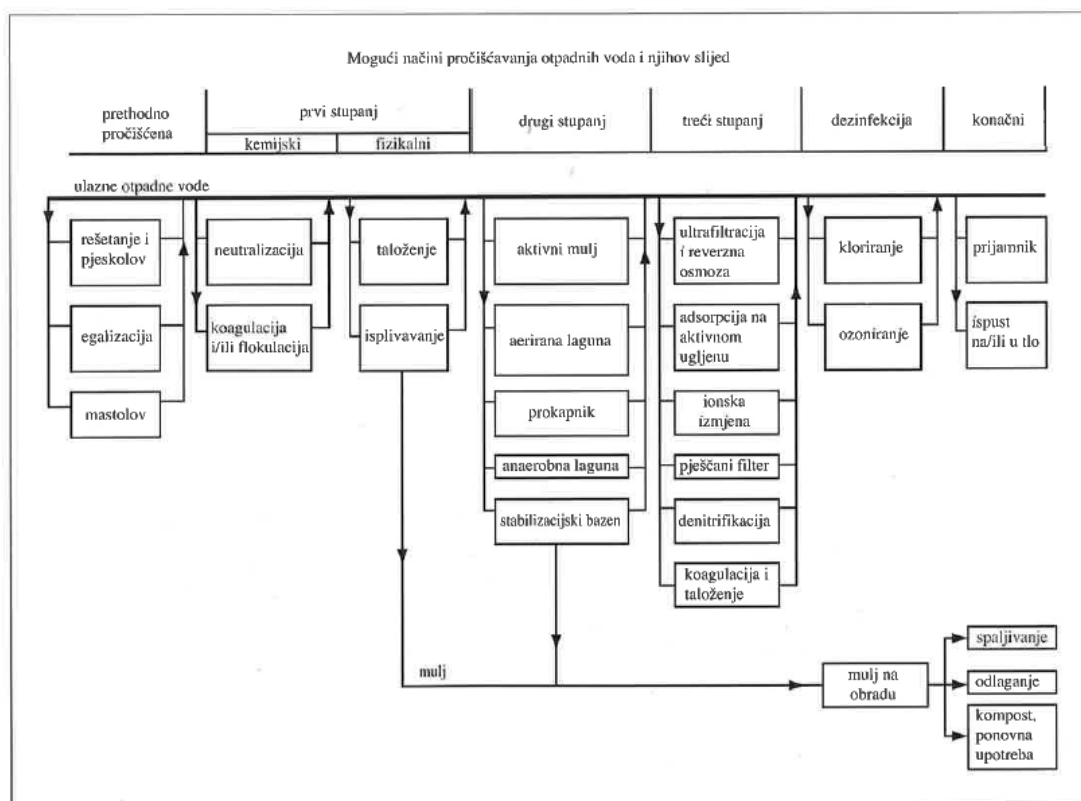 Mogući načini pročišćavanja otpadnih voda i njihov slijed
prethodno
pročišćena
prvi stupanj
kemijski
fizikalni
drugi stupanj
treći stupanj
dezinfekcija
konačni
ulazne otpadne vode
rešetanje i
pjeskolov
egalizacija
mastolov
neutralizacija
koagulacija
i/ili flokulacija
taloženje
isplivavanje
aktivni mulj
aerirana laguna
prokapnik
anaerobna laguna
stabilizacijski bazen
ultrafiltracija
i reverzna
osmoza
adsorpcija na
aktivnom
ugljenu
ionska
izmjena
pješčani filter
denitrifikacija
koagulacija i
taloženje
kloriranje
ozoniranje
prijamnik
ispust
na/ili u tlo
mulj
mulj na
obradu
spaljivanje
odlaganje
kompost,
ponovna
upotreba